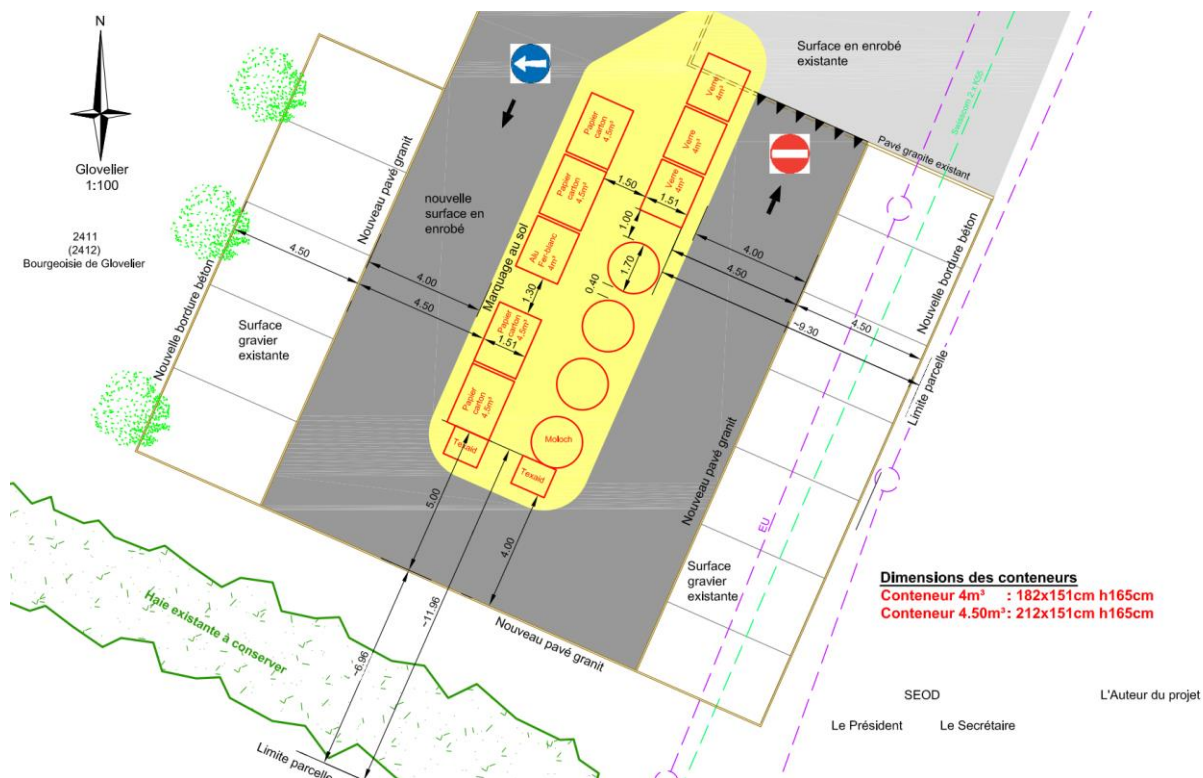 N
Glovelier
1:100
2411
(2412)
Bourgeoisie de Glovelier
Nouvelle bordure béton
4.50
Surface
gravier
existante
Nouveau pavé granit
4.00
4.50
nouvelle
surface en
enrobé
Marquage au sol
Papier
carton
4.5m³
Papier
carton
4.5m³
Alu
Fer-blanc
4m³
1.30
Papier
carton
4.5m³
1.51
Papier
carton
4.5m³
Texaid
Verre
4m³
Verre
4m³
Verre
4m³
1.50
1.51
1.00
1.70
0.40
Molloch
Texaid
Surface en enrobé
existante
Swisscom 2 x K55
Pavé granite existant
4.00
4.50
4.50
~9.30
Nouvelle bordure béton
Limite parcelle
Nouveau pavé granit
EU
Surface
gravier
existante
5.00
4.00
~11.96
~6.96
Nouveau pavé granit
Haie existante à conserver
Limite parcelle
Dimensions des conteneurs
Conteneur 4m³ : 182x151cm h165cm
Conteneur 4.50m³ : 212x151cm h165cm
SEOD
L'Auteur du projet
Le Président
Le Secrétaire